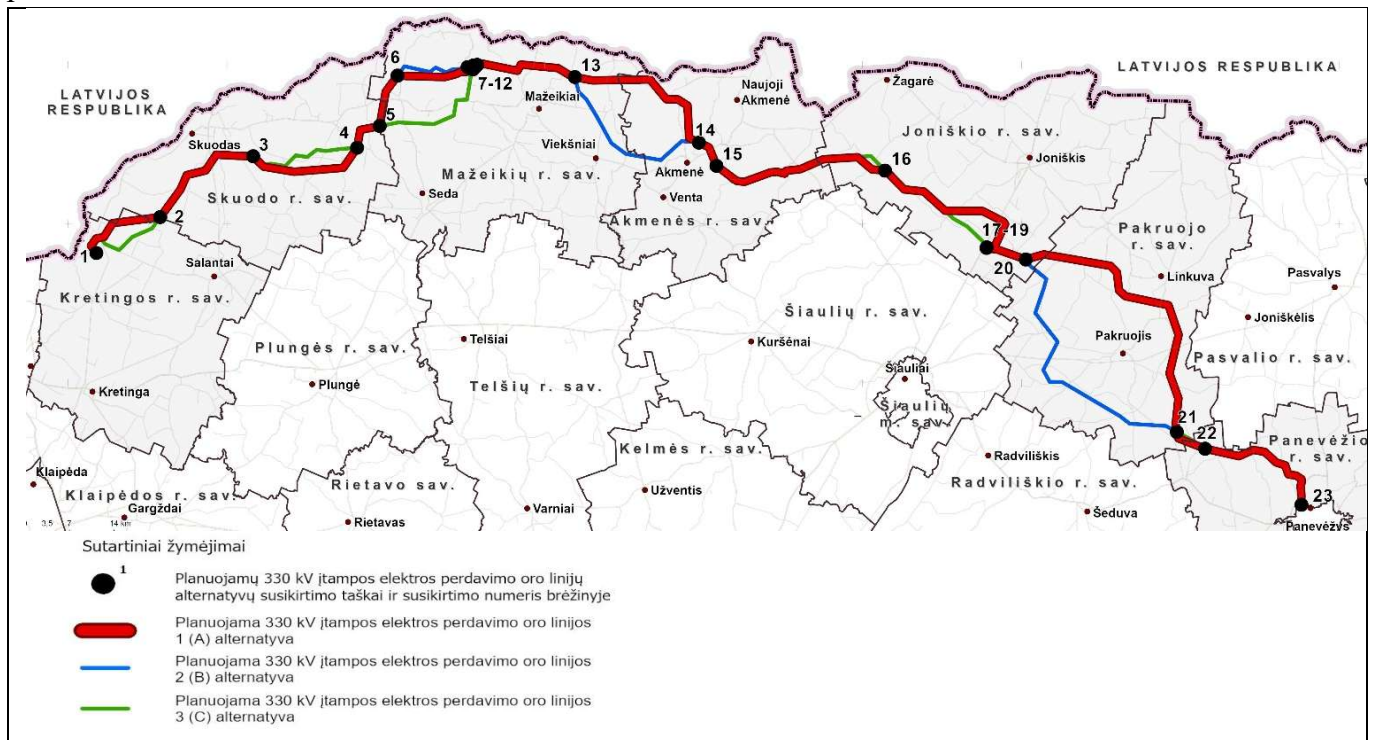 LATVIJOS
RESPUBLIKA
LATVIJOS
RESPUBLIKA
1
2
3
4
5
6
7-12
13
14
15
16
17-19
20
21
22
23
Skuodas
Skuodo r. sav.
Salantai
Kretingos r. sav.
Kretinga
Mažeikiai
Viekšniai
Seda
Mažeikių r. sav.
Naujoji
Akmenė
Akmenė
Venta
Akmenės r. sav.
Žagarė
Joniškio r. sav.
Joniškis
Pakruojo
r. sav.
Linkuva
Pakruojis
Pasvalys
Joniškėlis
Pasvalio r. sav.
Plungės r. sav.
Plungė
Telšiai
Telšių r. sav.
Kuršėnai
Šiaulių r. sav.
Šiauliai
Šiaulių
m. sav.
Kelmės r. sav.
Užventis
Radviliškis
Radviliškio r. sav.
Šeduva
Panevėžio
r. sav.
Panevėžys
Klaipėda
Klaipėdos r. sav.
Gargždai
Rietavo sav.
Rietavas
Varniai
3,5 7 14 km
Sutartiniai žymėjimai
1
Planuojamų 330 kV įtampos elektros perdavimo oro linijų
alternatyvų susikirtimo taškai ir susikirtimo numeris brėžinyje
Planuojama 330 kV įtampos elektros perdavimo oro linijos
1 (A) alternatyva
Planuojama 330 kV įtampos elektros perdavimo oro linijos
2 (B) alternatyva
Planuojama 330 kV įtampos elektros perdavimo oro linijos
3 (C) alternatyva